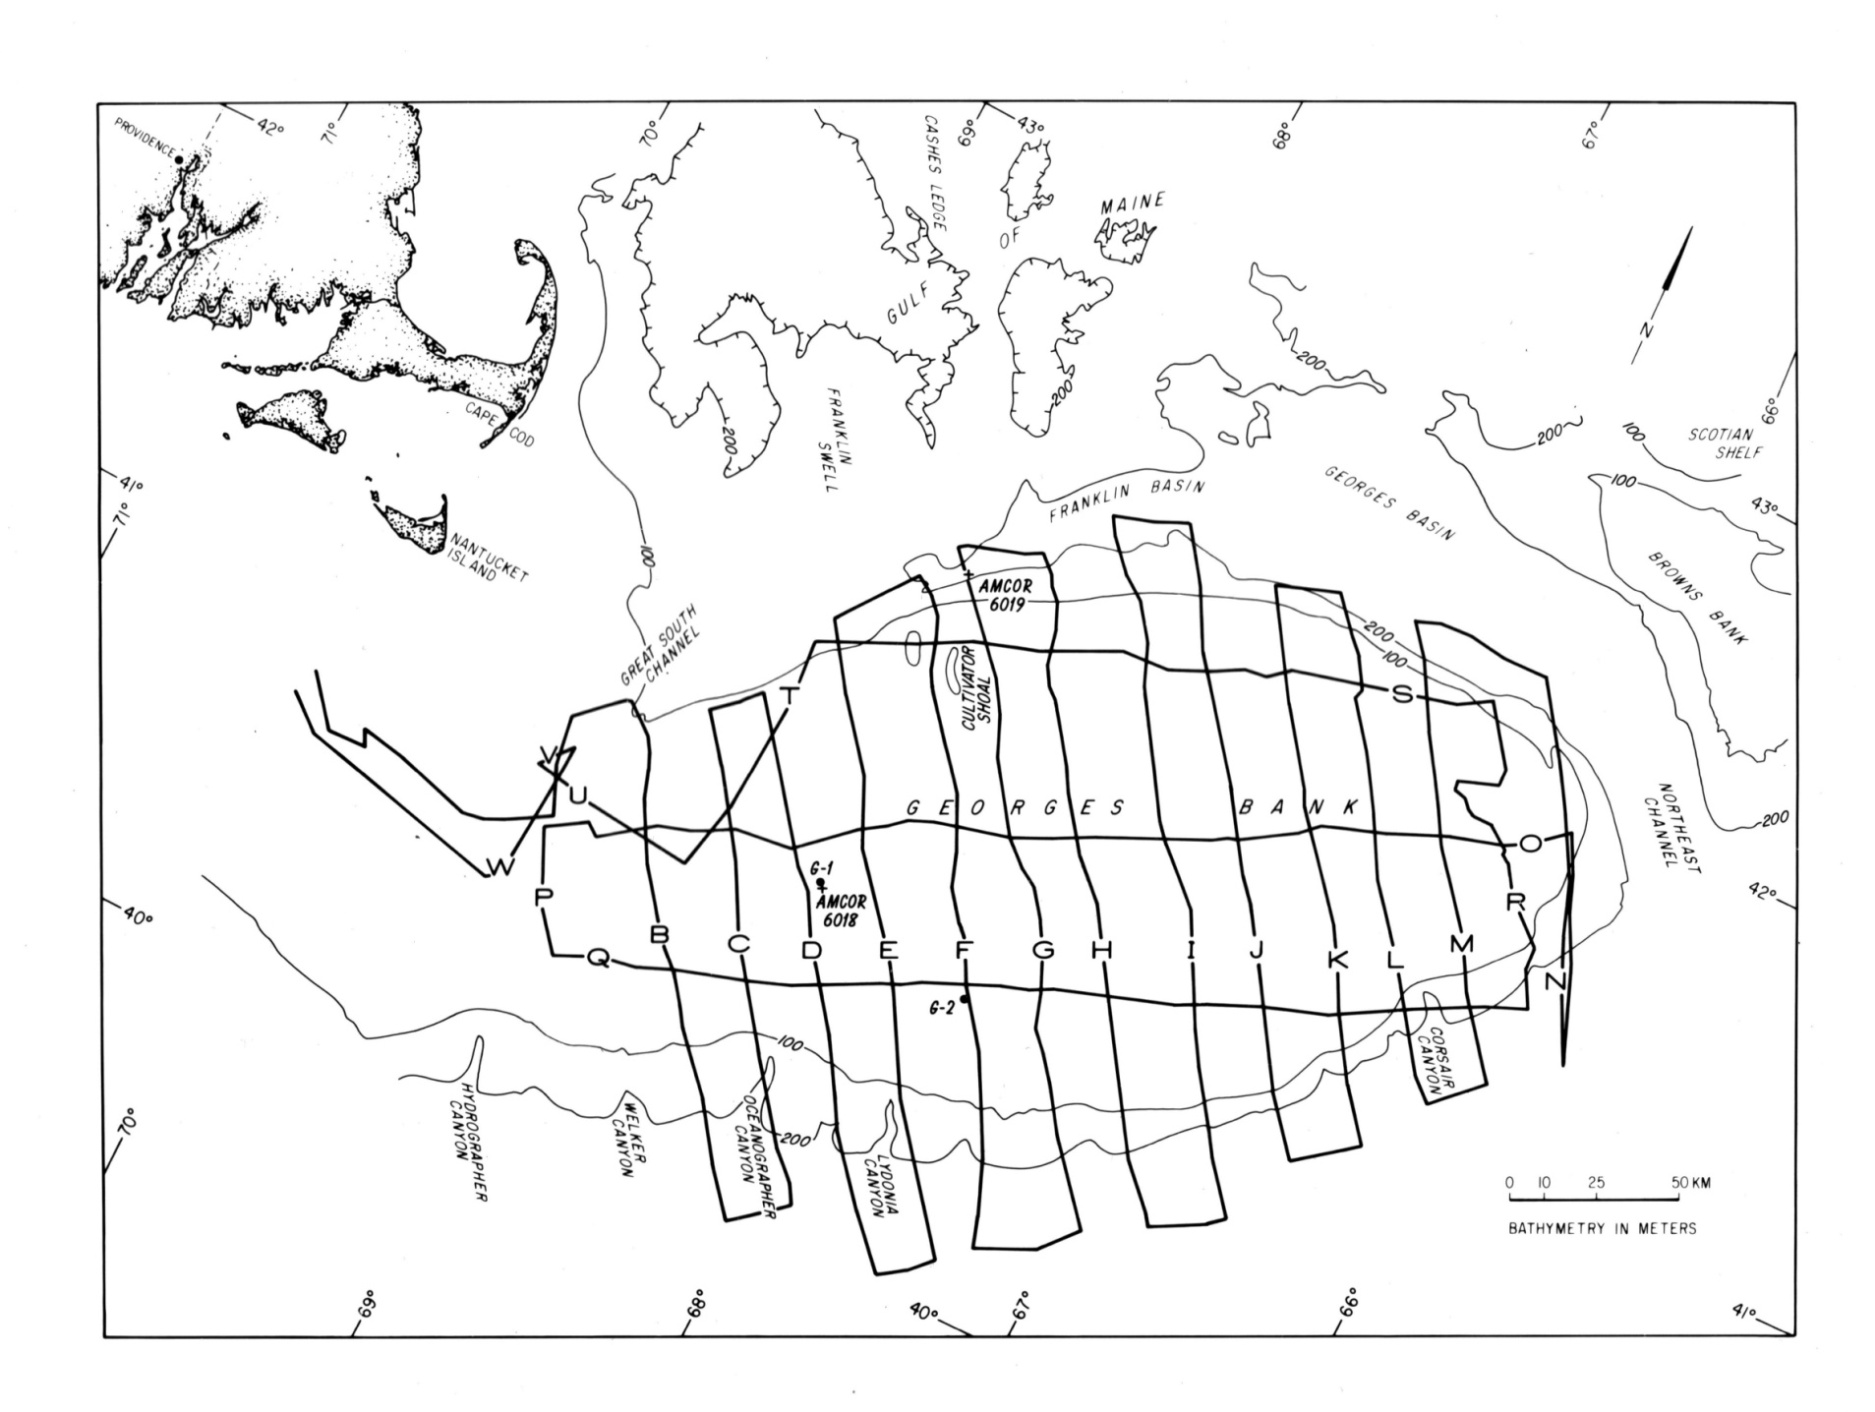 PROVIDENCE
42°
71°
70°
CASHES LEDGE
69°
43°
68°
67°
MAINE
OF
GULF
N
200
200
200
66°
CAPE
COD
FRANKLIN
SWELL
200
100
SCOTIAN
SHELF
100
43°
41°
71°
FRANKLIN BASIN
GEORGES BASIN
NANTUCKET
ISLAND
100
BROWNS BANK
AMCOR
6019
GREAT SOUTH
CHANNEL
200
100
CULTIVATOR
SHOAL
T
S
V
U
GEORGES BANK
NORTHEAST
CHANNEL
200
O
W
P
G-1
AMCOR
6018
R
42°
40°
B
C
D
E
F
G
H
I
J
K
L
M
N
Q
G-2
100
CORSAIR
CANYON
HYDROGRAPHER
CANYON
WELKER
CANYON
OCEANOGRAPHER
CANYON
200
LYDONIA
CANYON
70°
0 10 25 50 KM
BATHYMETRY IN METERS
69°
68°
40°
67°
66°
41°